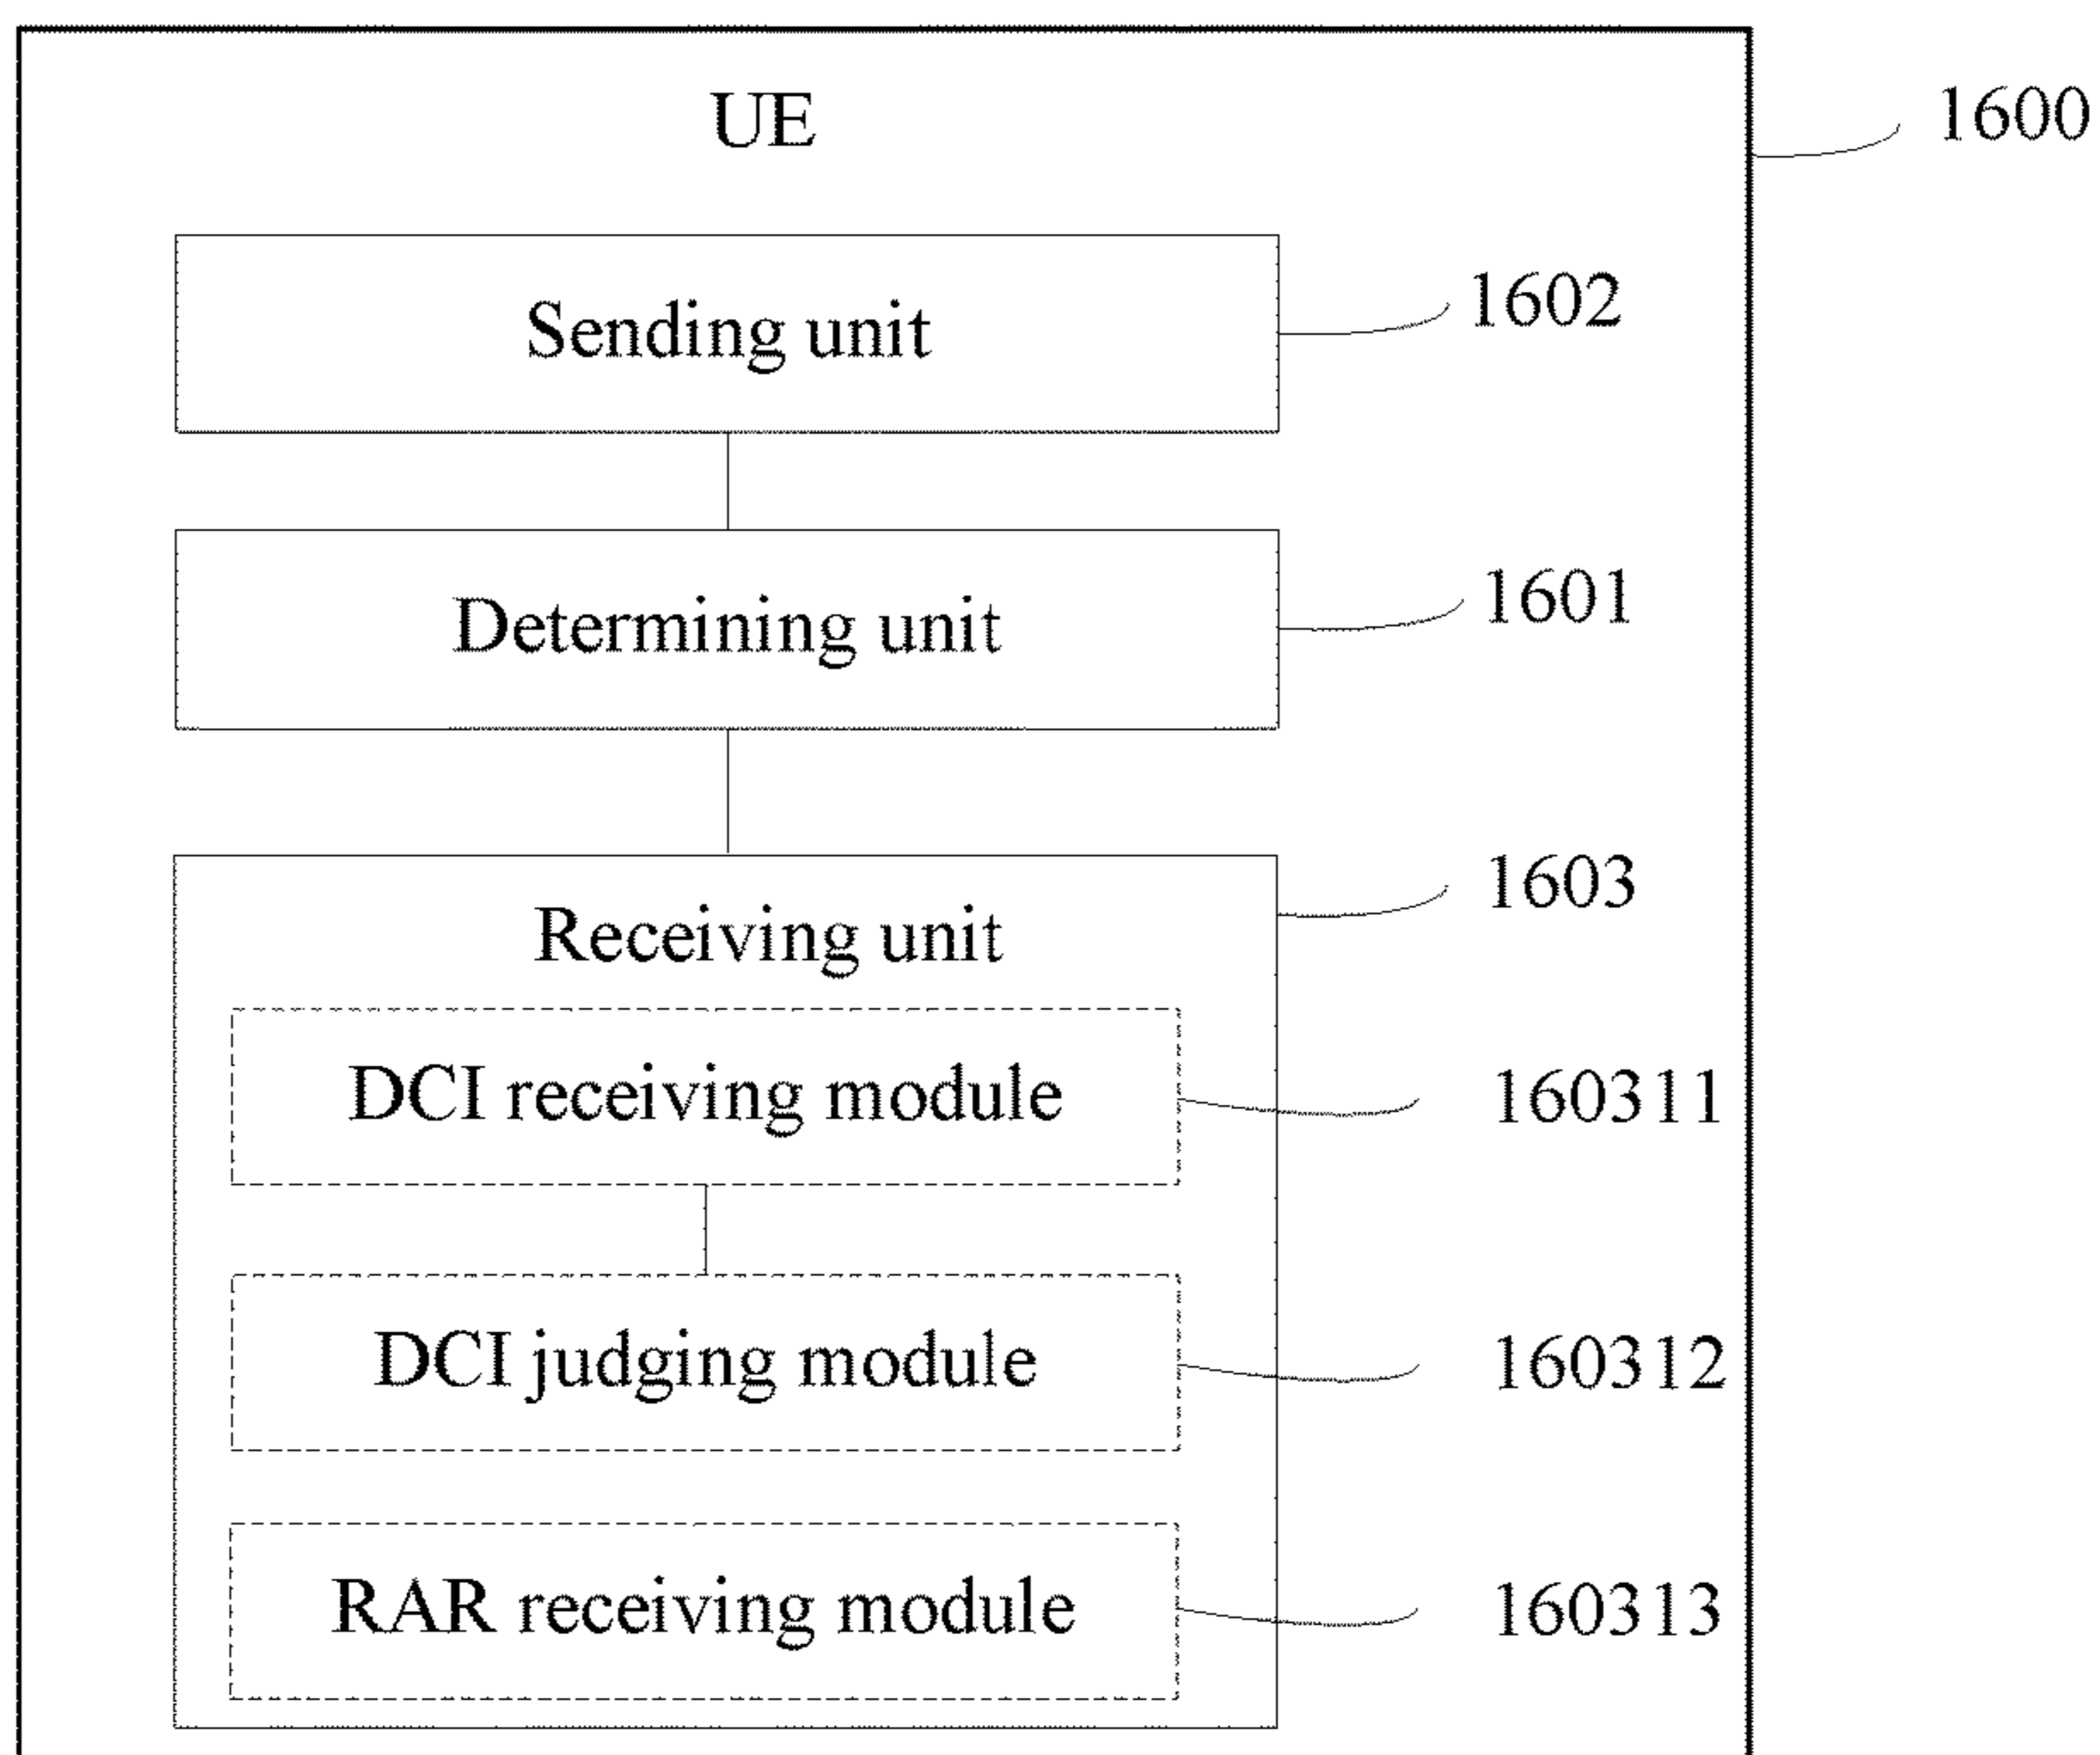 UE
1600
Sending unit
1602
Determining unit
1601
Receiving unit
1603
DCI receiving module
160311
DCI judging module
160312
RAR receiving module
160313